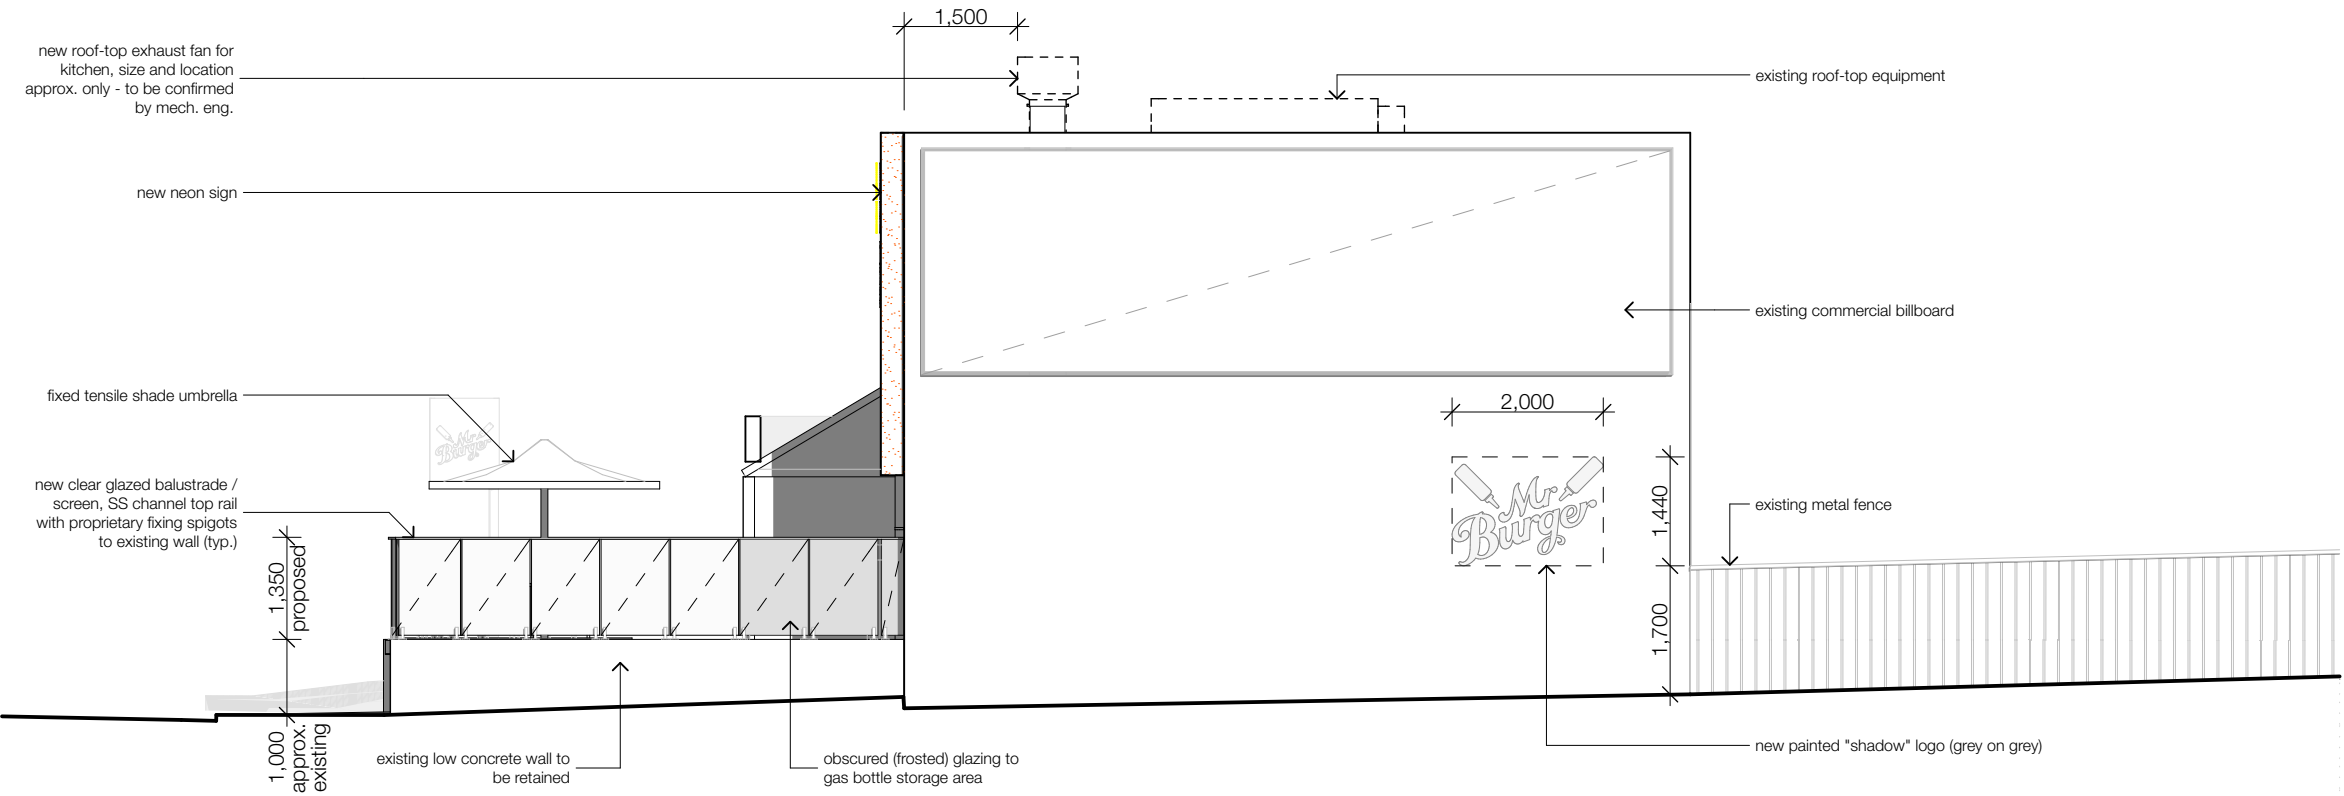 1,500
new roof-top exhaust fan for
kitchen, size and location
approx. only - to be confirmed
by mech. eng.
existing roof-top equipment
new neon sign
existing commercial billboard
fixed tensile shade umbrella
2,000
Mr
Burger
Mr
Burger
new clear glazed balustrade /
screen, SS channel top rail
with proprietary fixing spigots
to existing wall (typ.)
1,440
existing metal fence
1,350
proposed
1,700
1,000
approx.
existing
existing low concrete wall to
be retained
obscured (frosted) glazing to
gas bottle storage area
new painted "shadow" logo (grey on grey)